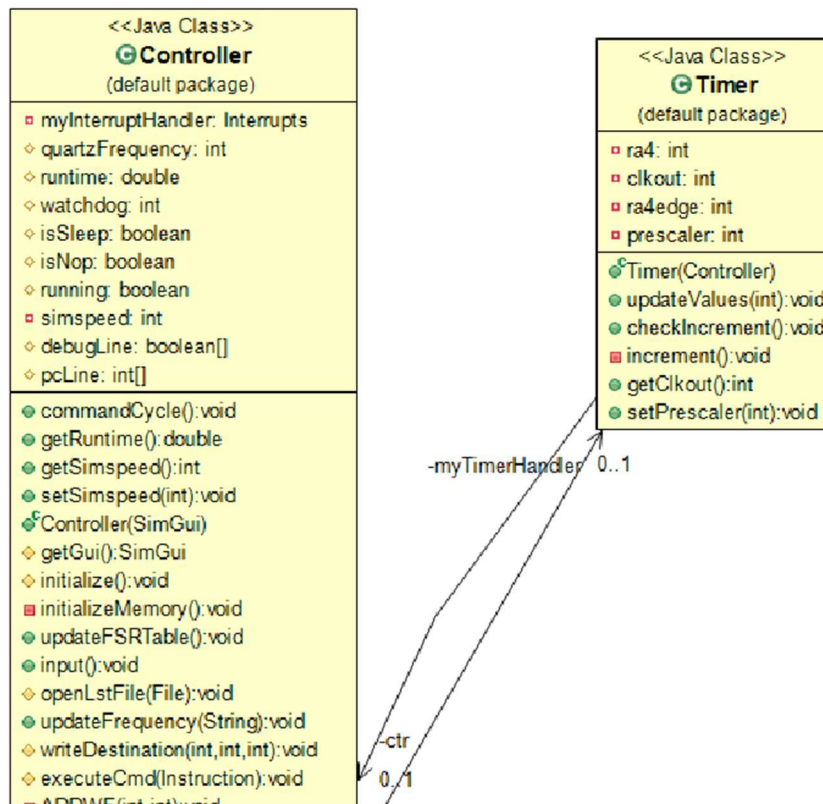 <<Java Class>>
Controller
(default package)
myInterruptHandler: Interrupts
quartzFrequency: int
runtime: double
watchdog: int
isSleep: boolean
isNop: boolean
running: boolean
simspeed: int
debugLine: boolean[]
pcLine: int[]
commandCycle():void
getRuntime():double
getSimspeed():int
setSimspeed(int):void
Controller(SimGui)
getGui():SimGui
initialize():void
initializeMemory():void
updateFSRTable():void
input():void
openLstFile(File):void
updateFrequency(String):void
writeDestination(int,int,int):void
executeCmd(Instruction):void
<<Java Class>>
Timer
(default package)
ra4: int
clkout: int
ra4edge: int
prescaler: int
Timer(Controller)
updateValues(int):void
checkIncrement():void
increment():void
getClkout():int
setPrescaler(int):void
-myTimerHandler 0..1
-ctr
0..1